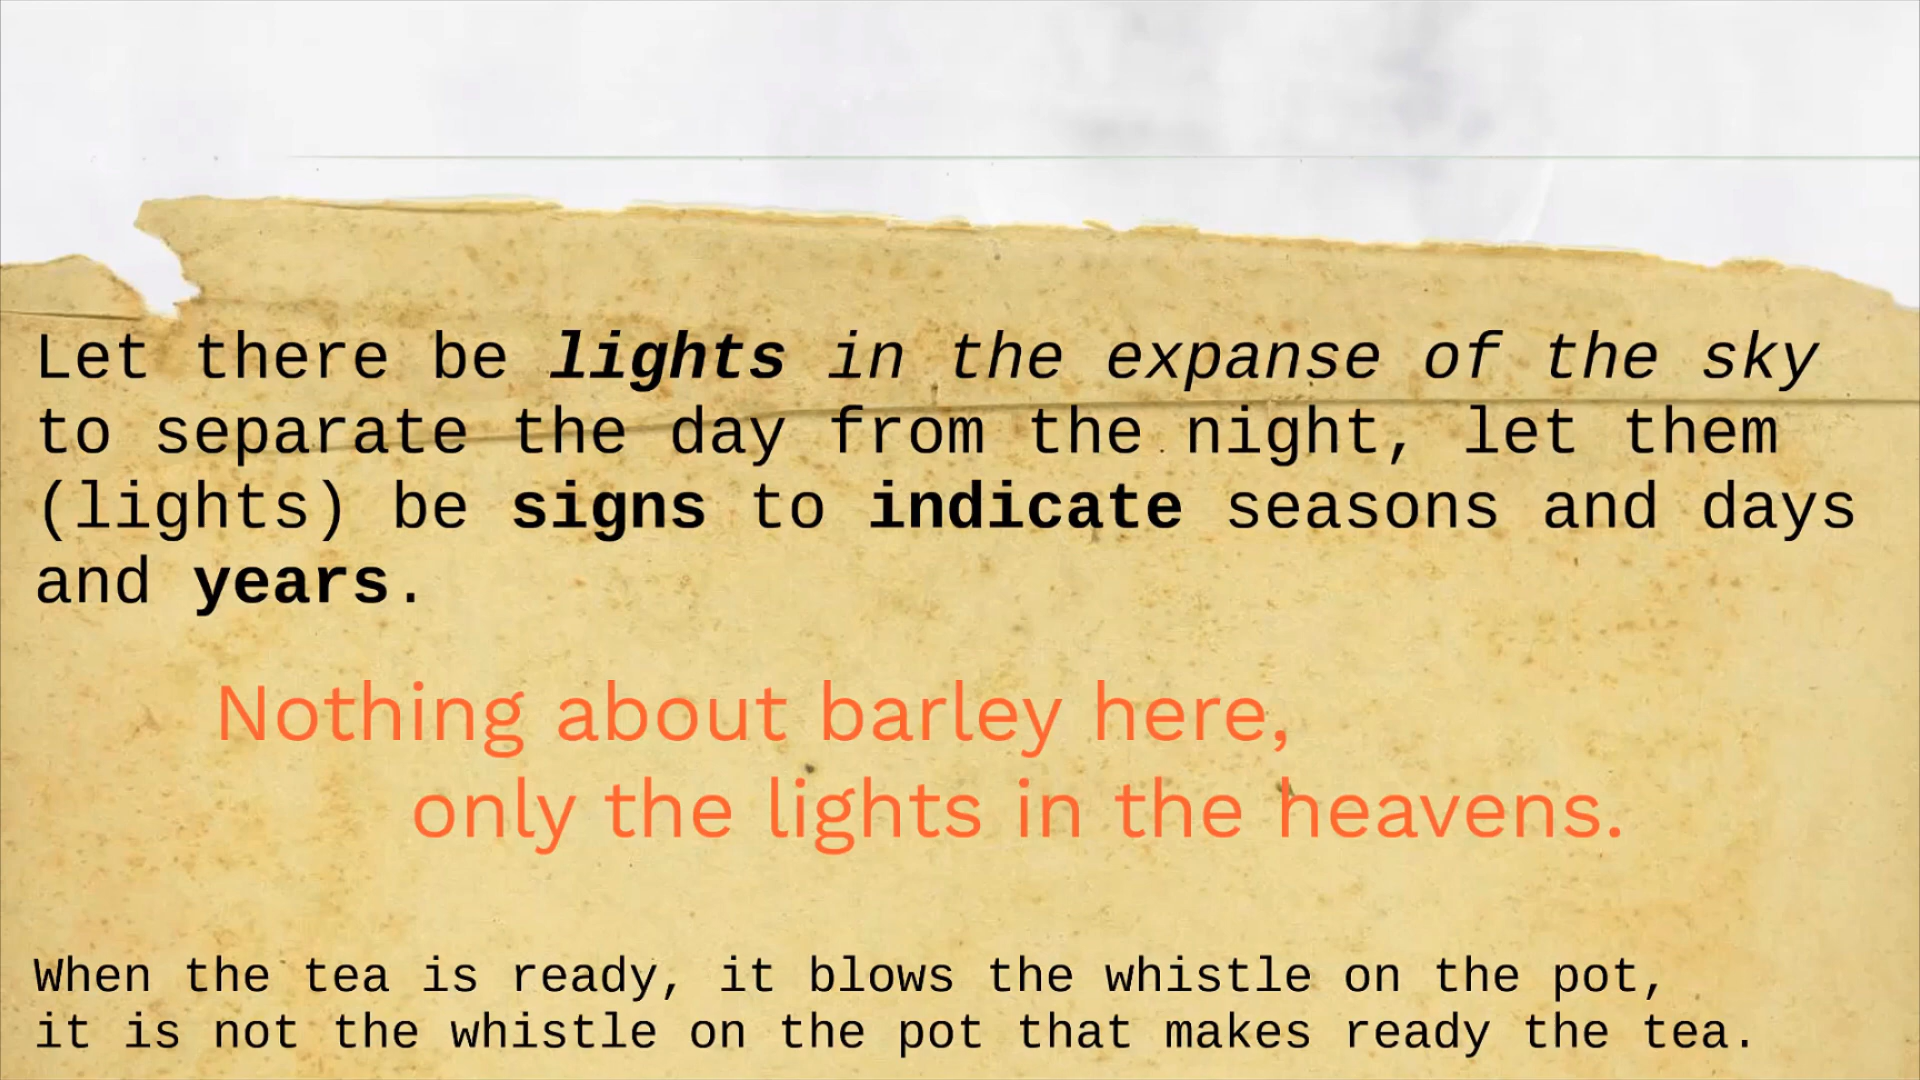 Let there be lights in the expanse of the sky
to separate the day from the night, let them
(lights) be signs to indicate seasons and days
and years.
Nothing about barley here,
only the lights in the heavens.
When the tea is ready, it blows the whistle on the pot,
it is not the whistle on the pot that makes ready the tea.